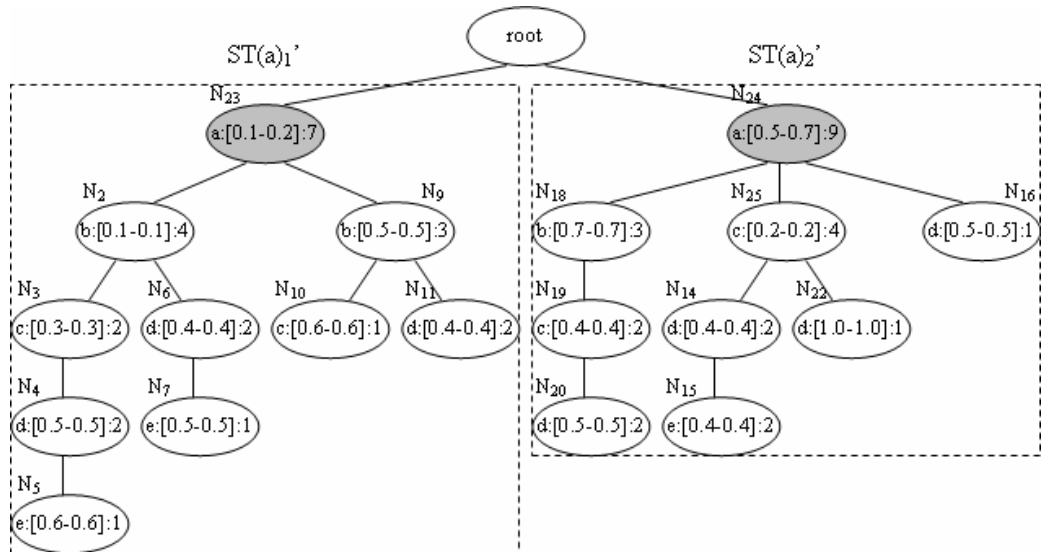 root
ST(a)₁’ ST(a)₂’
N₂₃ N₂₄
a:[0.1-0.2]:7 a:[0.5-0.7]:9
N₂ N₉ N₁₈ N₂₅ N₁₆
b:[0.1-0.1]:4 b:[0.5-0.5]:3 b:[0.7-0.7]:3 c:[0.2-0.2]:4 d:[0.5-0.5]:1
N₃ N₆ N₁₀ N₁₁ N₁₉ N₁₄ N₂₂
c:[0.3-0.3]:2 d:[0.4-0.4]:2 c:[0.6-0.6]:1 d:[0.4-0.4]:2 c:[0.4-0.4]:2 d:[0.4-0.4]:2 d:[1.0-1.0]:1
N₄ N₇ N₂₀ N₁₅
d:[0.5-0.5]:2 e:[0.5-0.5]:1 d:[0.5-0.5]:2 e:[0.4-0.4]:2
N₅
e:[0.6-0.6]:1